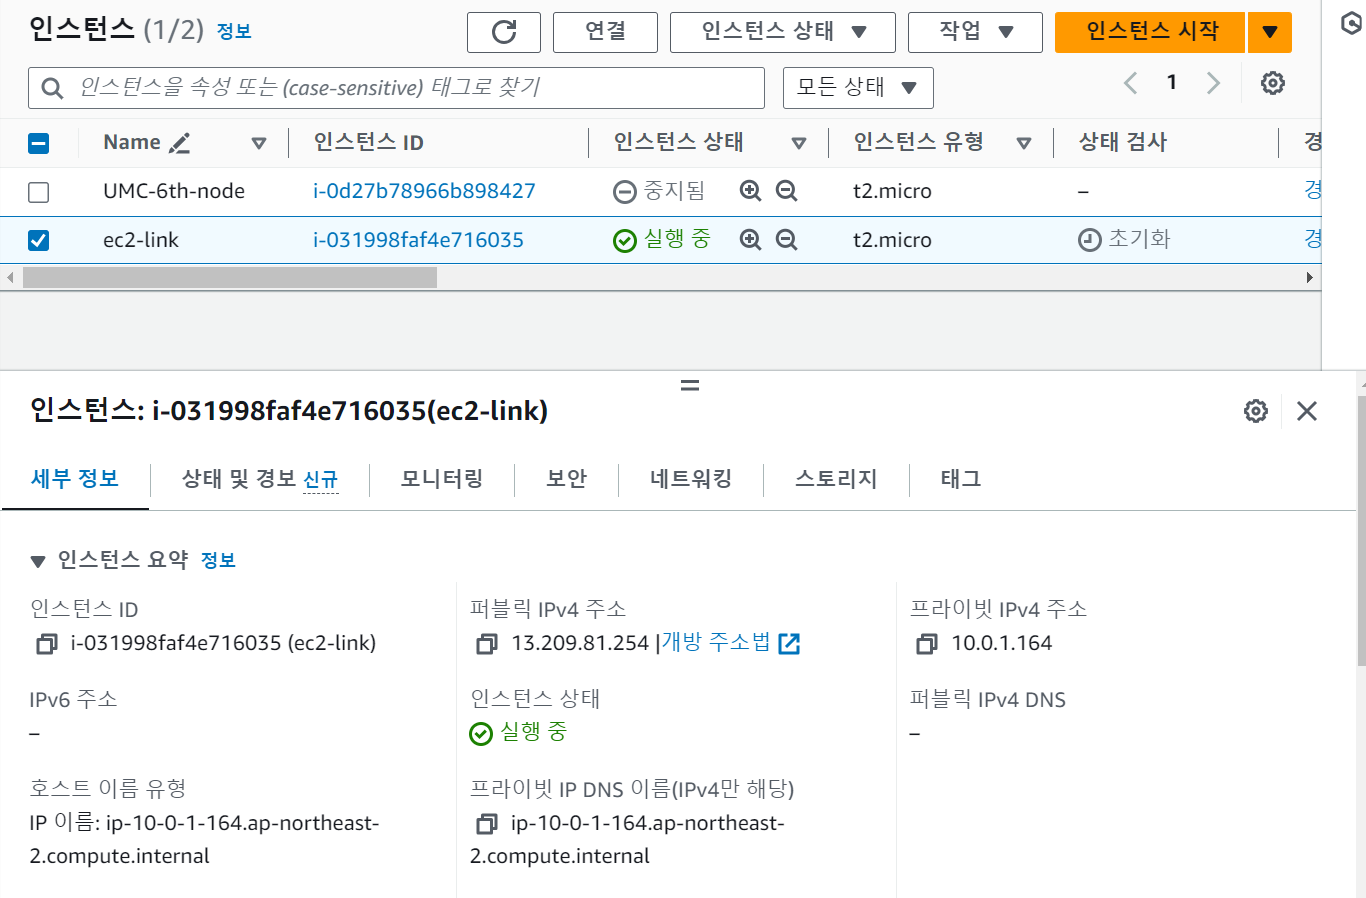 인스턴스 (1/2) 정보
연결
인스턴스 상태
작업
인스턴스 시작
인스턴스을 속성 또는 (case-sensitive) 태그로 찾기
모든 상태
1
Name 인스턴스 ID 인스턴스 상태 인스턴스 유형 상태 검사 경
UMC-6th-node i-0d27b78966b898427 중지됨 t2.micro – 경
ec2-link i-031998faf4e716035 실행 중 t2.micro 초기화 경
인스턴스: i-031998faf4e716035(ec2-link)
세부 정보 상태 및 경보 신규 모니터링 보안 네트워킹 스토리지 태그
인스턴스 요약 정보
인스턴스 ID
i-031998faf4e716035 (ec2-link)
퍼블릭 IPv4 주소
13.209.81.254 |개방 주소법
프라이빗 IPv4 주소
10.0.1.164
IPv6 주소
–
인스턴스 상태
실행 중
퍼블릭 IPv4 DNS
–
호스트 이름 유형
IP 이름: ip-10-0-1-164.ap-northeast-
2.compute.internal
프라이빗 IP DNS 이름(IPv4만 해당)
ip-10-0-1-164.ap-northeast-
2.compute.internal